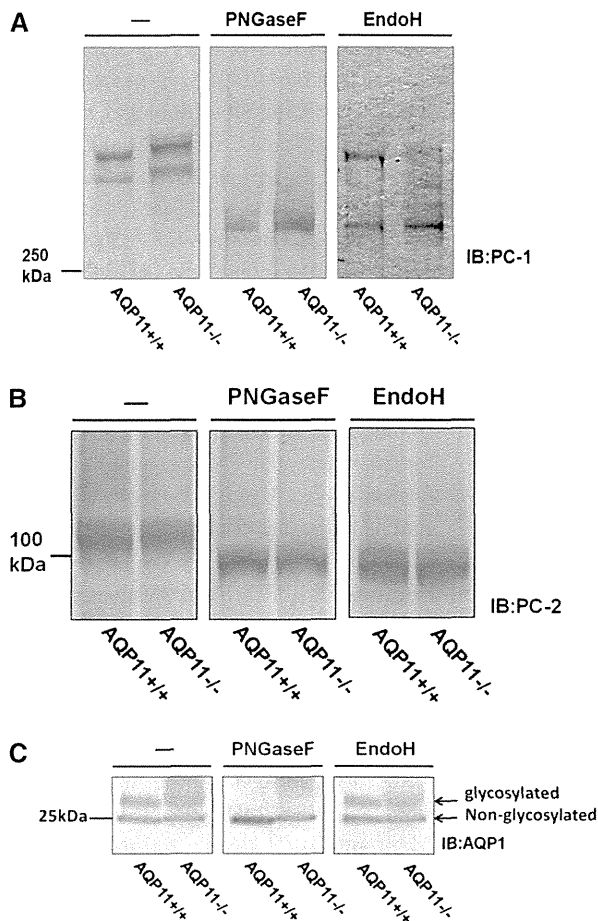 A
— PNGaseF EndoH
250
kDa
IB:PC-1
AQP11+/+ AQP11-/- AQP11+/+ AQP11-/- AQP11+/+ AQP11-/-
B
— PNGaseF EndoH
100
kDa
IB:PC-2
AQP11+/+ AQP11-/- AQP11+/+ AQP11-/- AQP11+/+ AQP11-/-
C
— PNGaseF EndoH
glycosylated
25kDa
Non-glycosylated
IB:AQP1
AQP11+/+ AQP11-/- AQP11+/+ AQP11-/- AQP11+/+ AQP11-/-